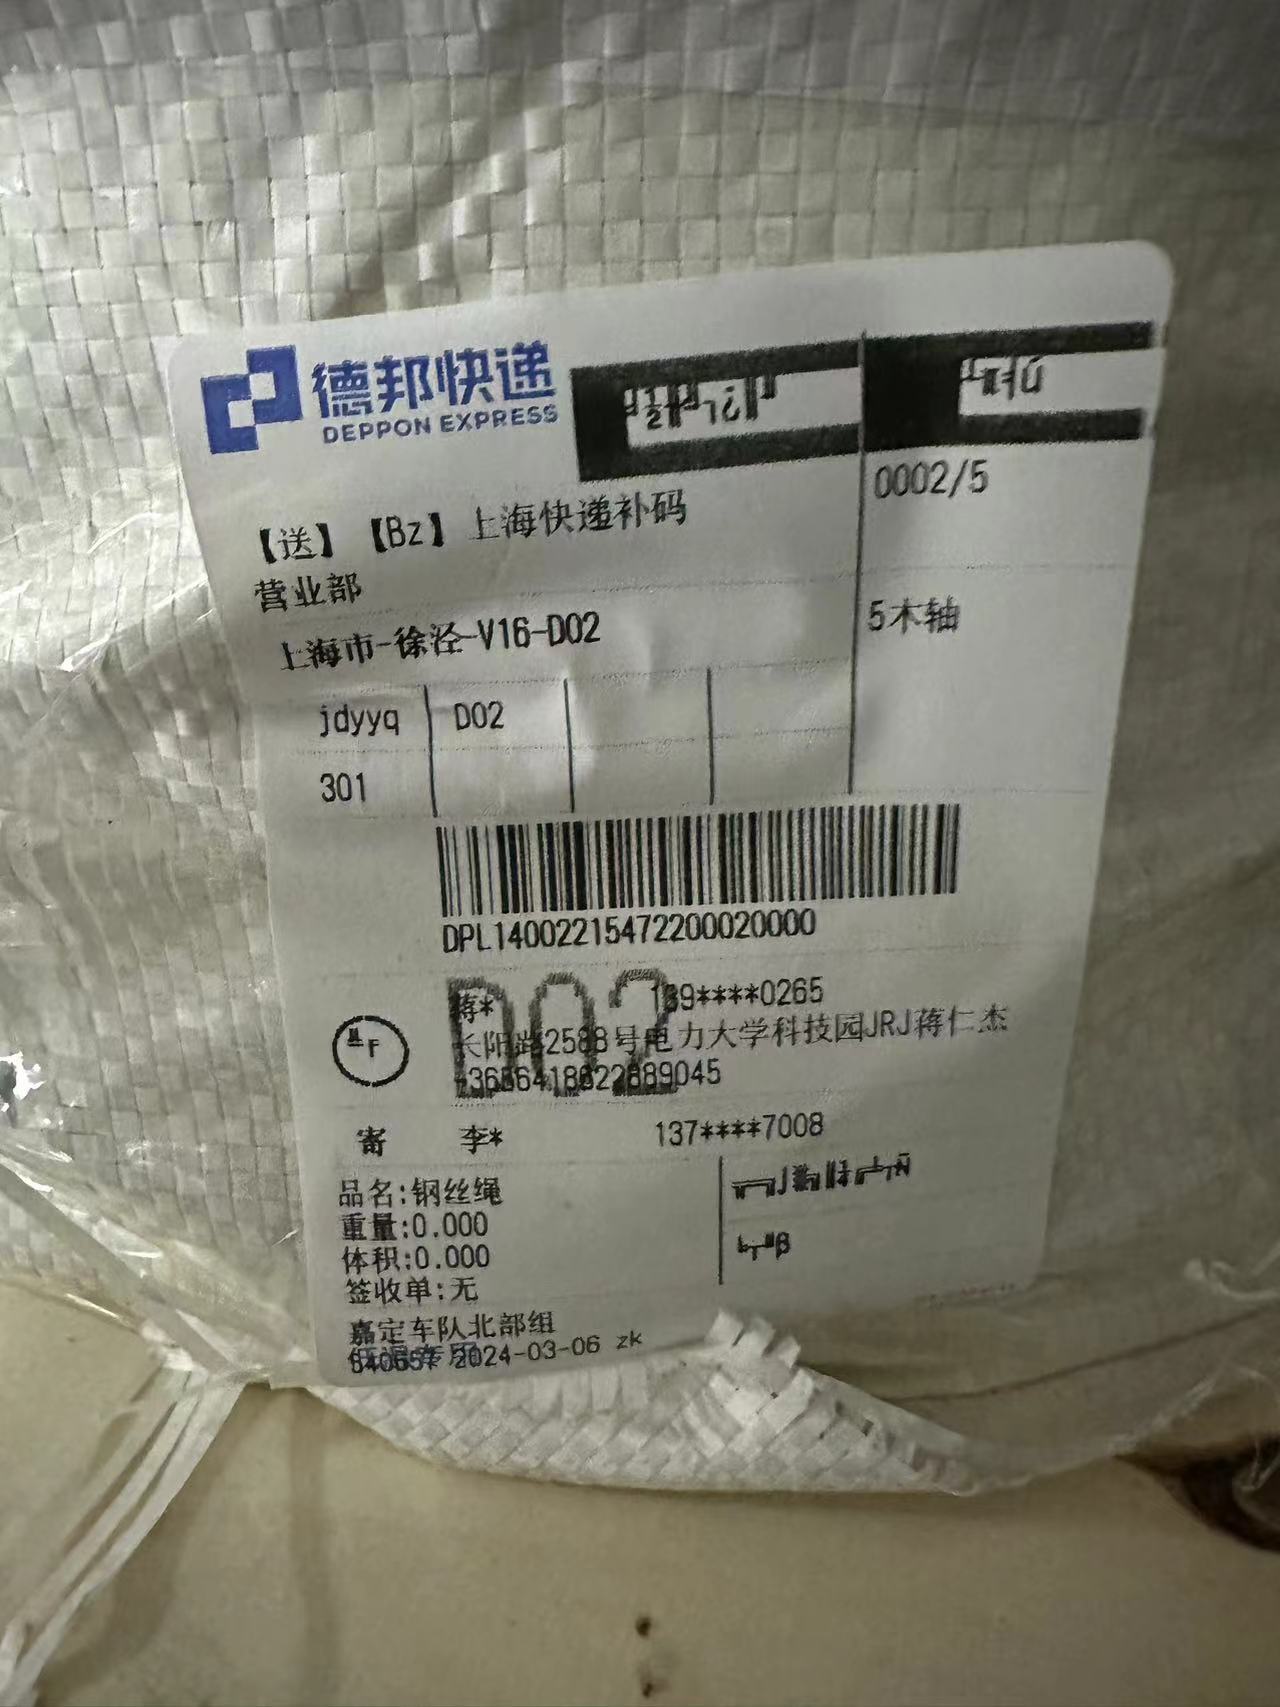 德邦快递
DEPPON EXPRESS
0002/5
【送】【Bz】上海快递补码
营业部
5木轴
上海市-徐泾-V16-D02
jdyyq D02
301
DPL14002215472200020000
D02
蒋* 189****0265
长阳路2588号电力大学科技园JRJ蒋仁杰
寄 李* 137****7008
品名:钢丝绳
重量:0.000
体积:0.000
签收单:无
嘉定车队北部组
2024-03-06 zk